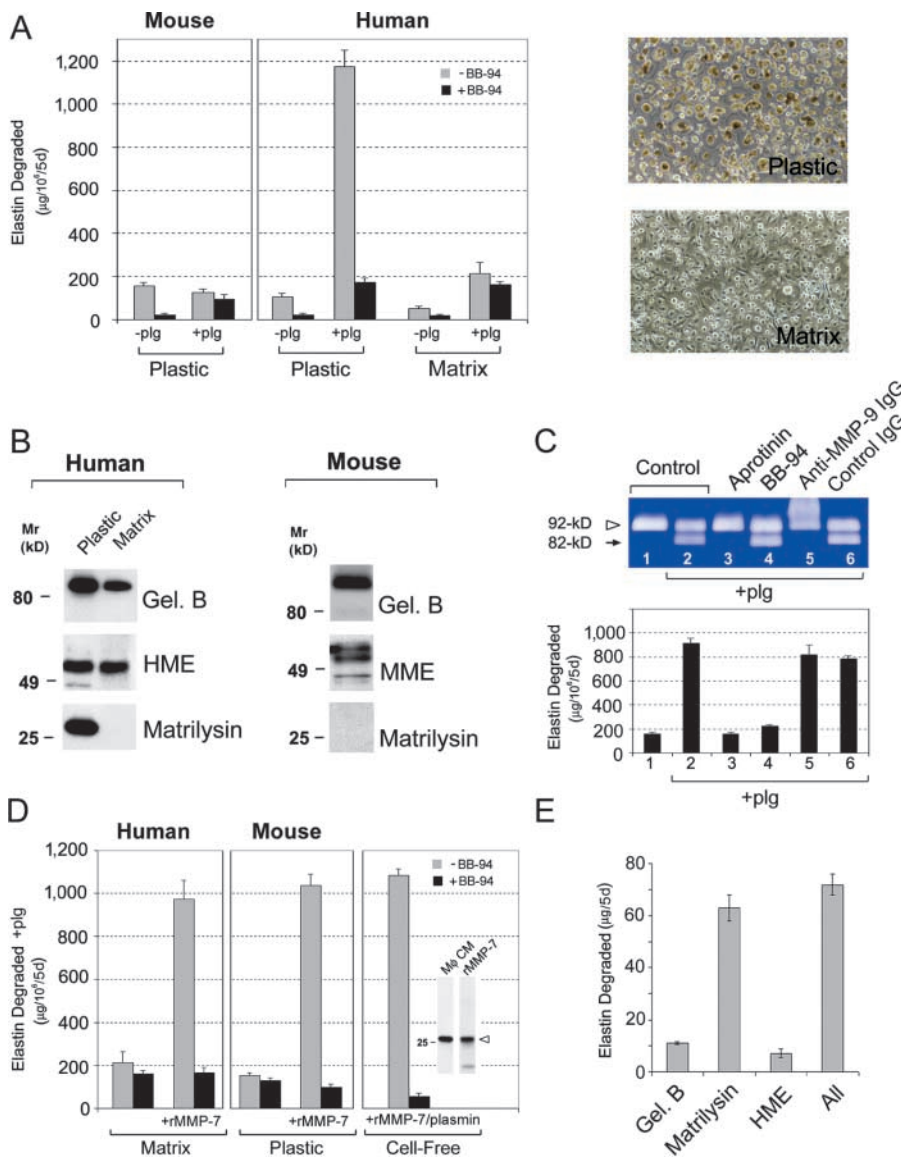 A
Mouse
Human
1,200
1,000
800
600
400
200
0
Elastin Degraded
(µg/10⁶/5d)
-BB-94
+BB-94
-plg
+plg
-plg
+plg
-plg
+plg
Plastic
Plastic
Matrix
Plastic
Matrix
B
Human
Mouse
Mr
(kD)
Plastic
Matrix
80
Gel. B
49
HME
25
Matrilysin
Mr
(kD)
80
Gel. B
49
MME
25
Matrilysin
C
Control
Aprotinin
BB-94
Anti-MMP-9 IgG
Control IgG
92-kD
82-kD
1 2 3 4 5 6
+plg
1,000
800
600
400
200
0
Elastin Degraded
(µg/10⁶/5d)
1 2 3 4 5 6
+plg
D
Human
Mouse
1,200
1,000
800
600
400
200
0
Elastin Degraded +plg
(µg/10⁶/5d)
-BB-94
+BB-94
Mϕ CM
rMMP-7
25
+rMMP-7
+rMMP-7
+rMMP-7/plasmin
Matrix
Plastic
Cell-Free
E
80
60
40
20
0
Elastin Degraded (µg/5d)
Gel. B
Matrilysin
HME
All